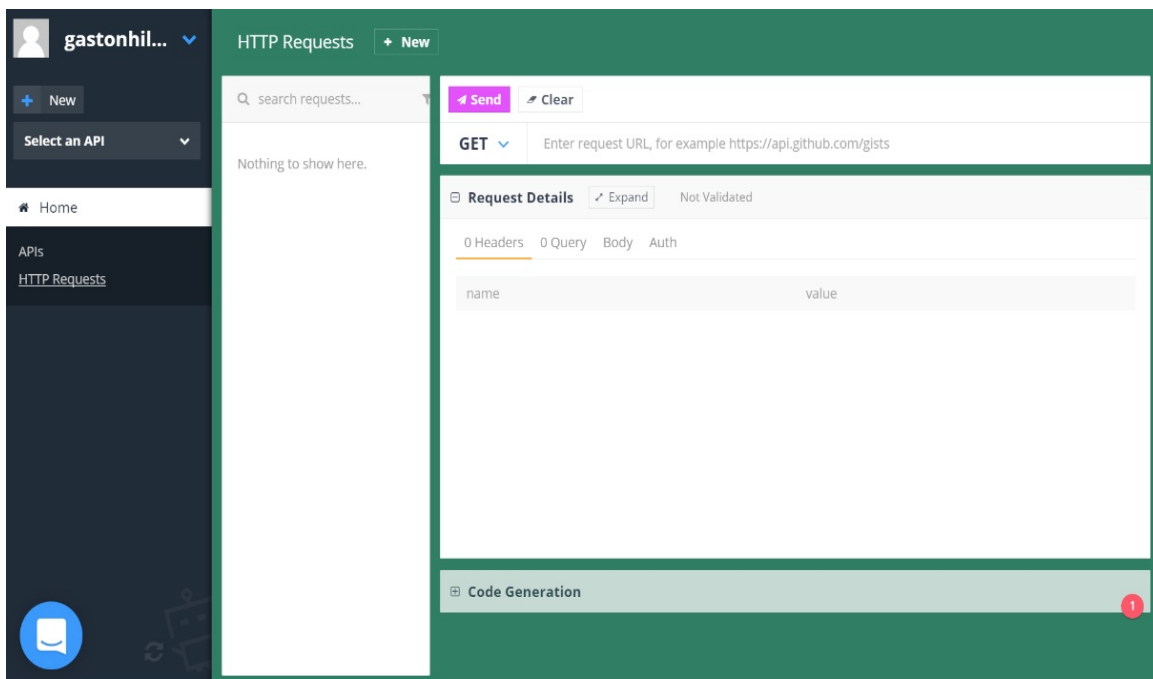 gastonhil...
New
Select an API
Home
APIs
HTTP Requests
HTTP Requests + New
search requests...
Nothing to show here.
Send Clear
GET Enter request URL, for example https://api.github.com/gists
Request Details Expand Not Validated
0 Headers 0 Query Body Auth
name value
Code Generation
1